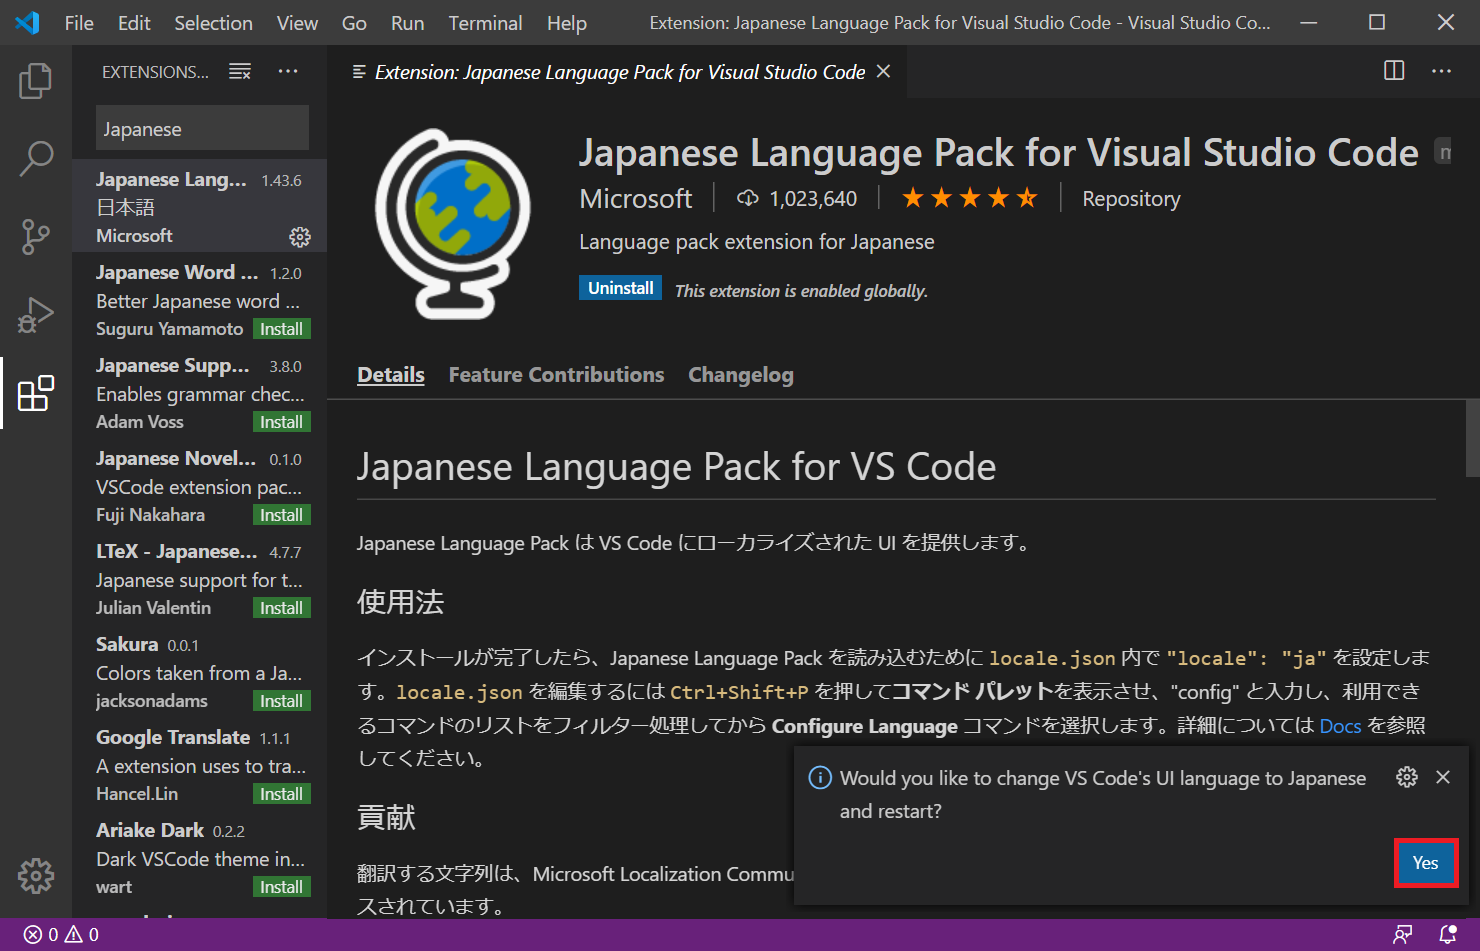 File Edit Selection View Go Run Terminal Help Extension: Japanese Language Pack for Visual Studio Code - Visual Studio Co...
EXTENSIONS...
Japanese
Japanese Lang... 1.43.6
日本語
Microsoft
Japanese Word ... 1.2.0
Better Japanese word ...
Suguru Yamamoto Install
Japanese Supp... 3.8.0
Enables grammar chec...
Adam Voss Install
Japanese Novel... 0.1.0
VSCode extension pac...
Fuji Nakahara Install
LTeX - Japanese... 4.7.7
Japanese support for t...
Julian Valentin Install
Sakura 0.0.1
Colors taken from a Ja...
jacksonadams Install
Google Translate 1.1.1
A extension uses to tra...
Hancel.Lin Install
Ariake Dark 0.2.2
Dark VSCode theme in...
wart Install
Extension: Japanese Language Pack for Visual Studio Code
Japanese Language Pack for Visual Studio Code
Microsoft 1,023,640 Repository
Language pack extension for Japanese
Uninstall This extension is enabled globally.
Details Feature Contributions Changelog
Japanese Language Pack for VS Code
Japanese Language Pack は VS Code にローカライズされた UI を提供します。
使用法
インストールが完了したら、Japanese Language Pack を読み込むために locale.json 内で "locale": "ja" を設定しま
す。locale.json を編集するには Ctrl+Shift+P を押してコマンド パレットを表示させ、"config" と入力し、利用でき
るコマンドのリストをフィルター処理してから Configure Language コマンドを選択します。詳細については Docs を参照
してください。
貢献
翻訳する文字列は、Microsoft Localization Commu
スされています。
Would you like to change VS Code's UI language to Japanese
and restart?
Yes
0 0